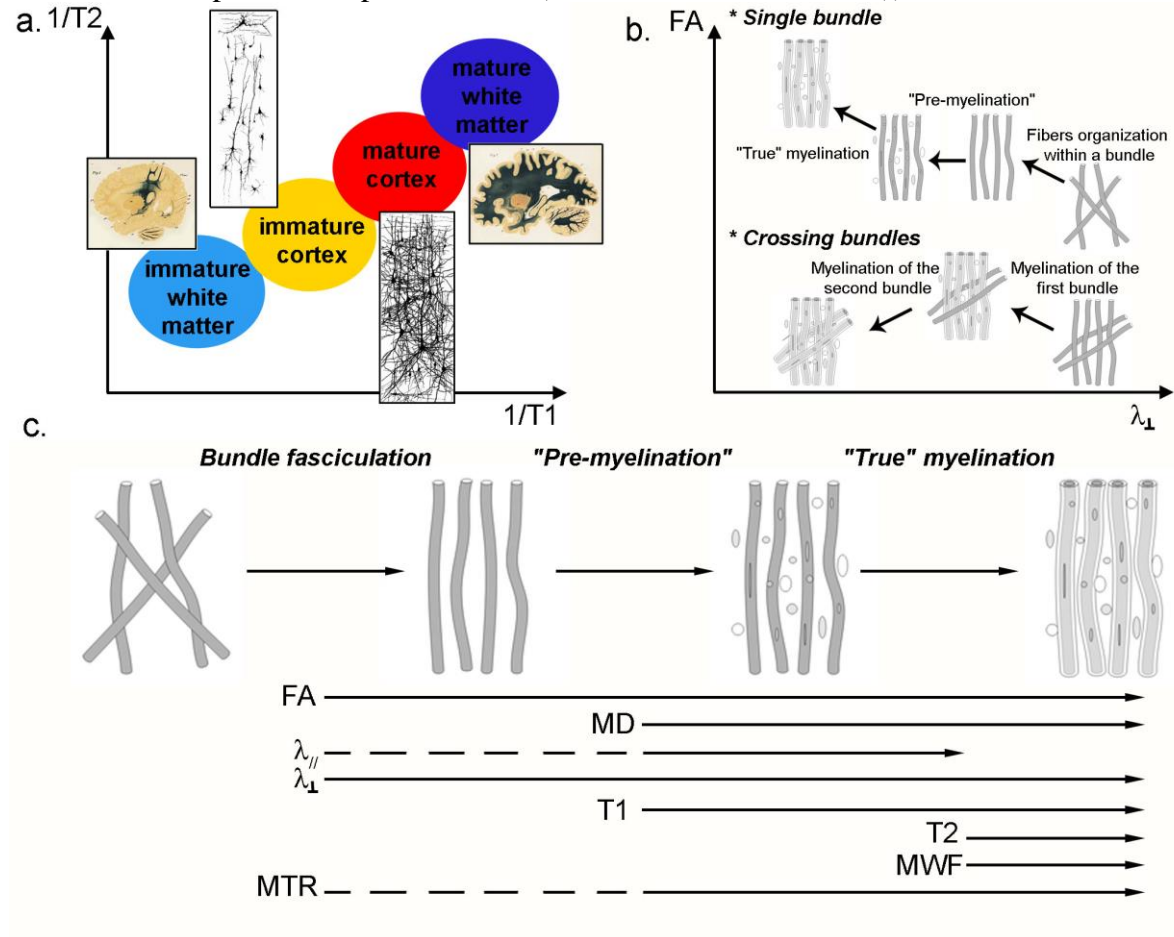 a.
1/T2
mature
white
matter
mature
cortex
immature
cortex
immature
white
matter
1/T1
b.
FA
* Single bundle
"Pre-myelination"
"True" myelination
Fibers organization
within a bundle
* Crossing bundles
Myelination of the
second bundle
Myelination of the
first bundle
λ⊥
c.
Bundle fasciculation
"Pre-myelination"
"True" myelination
FA
MD
λ//
λ⊥
T1
T2
MWF
MTR